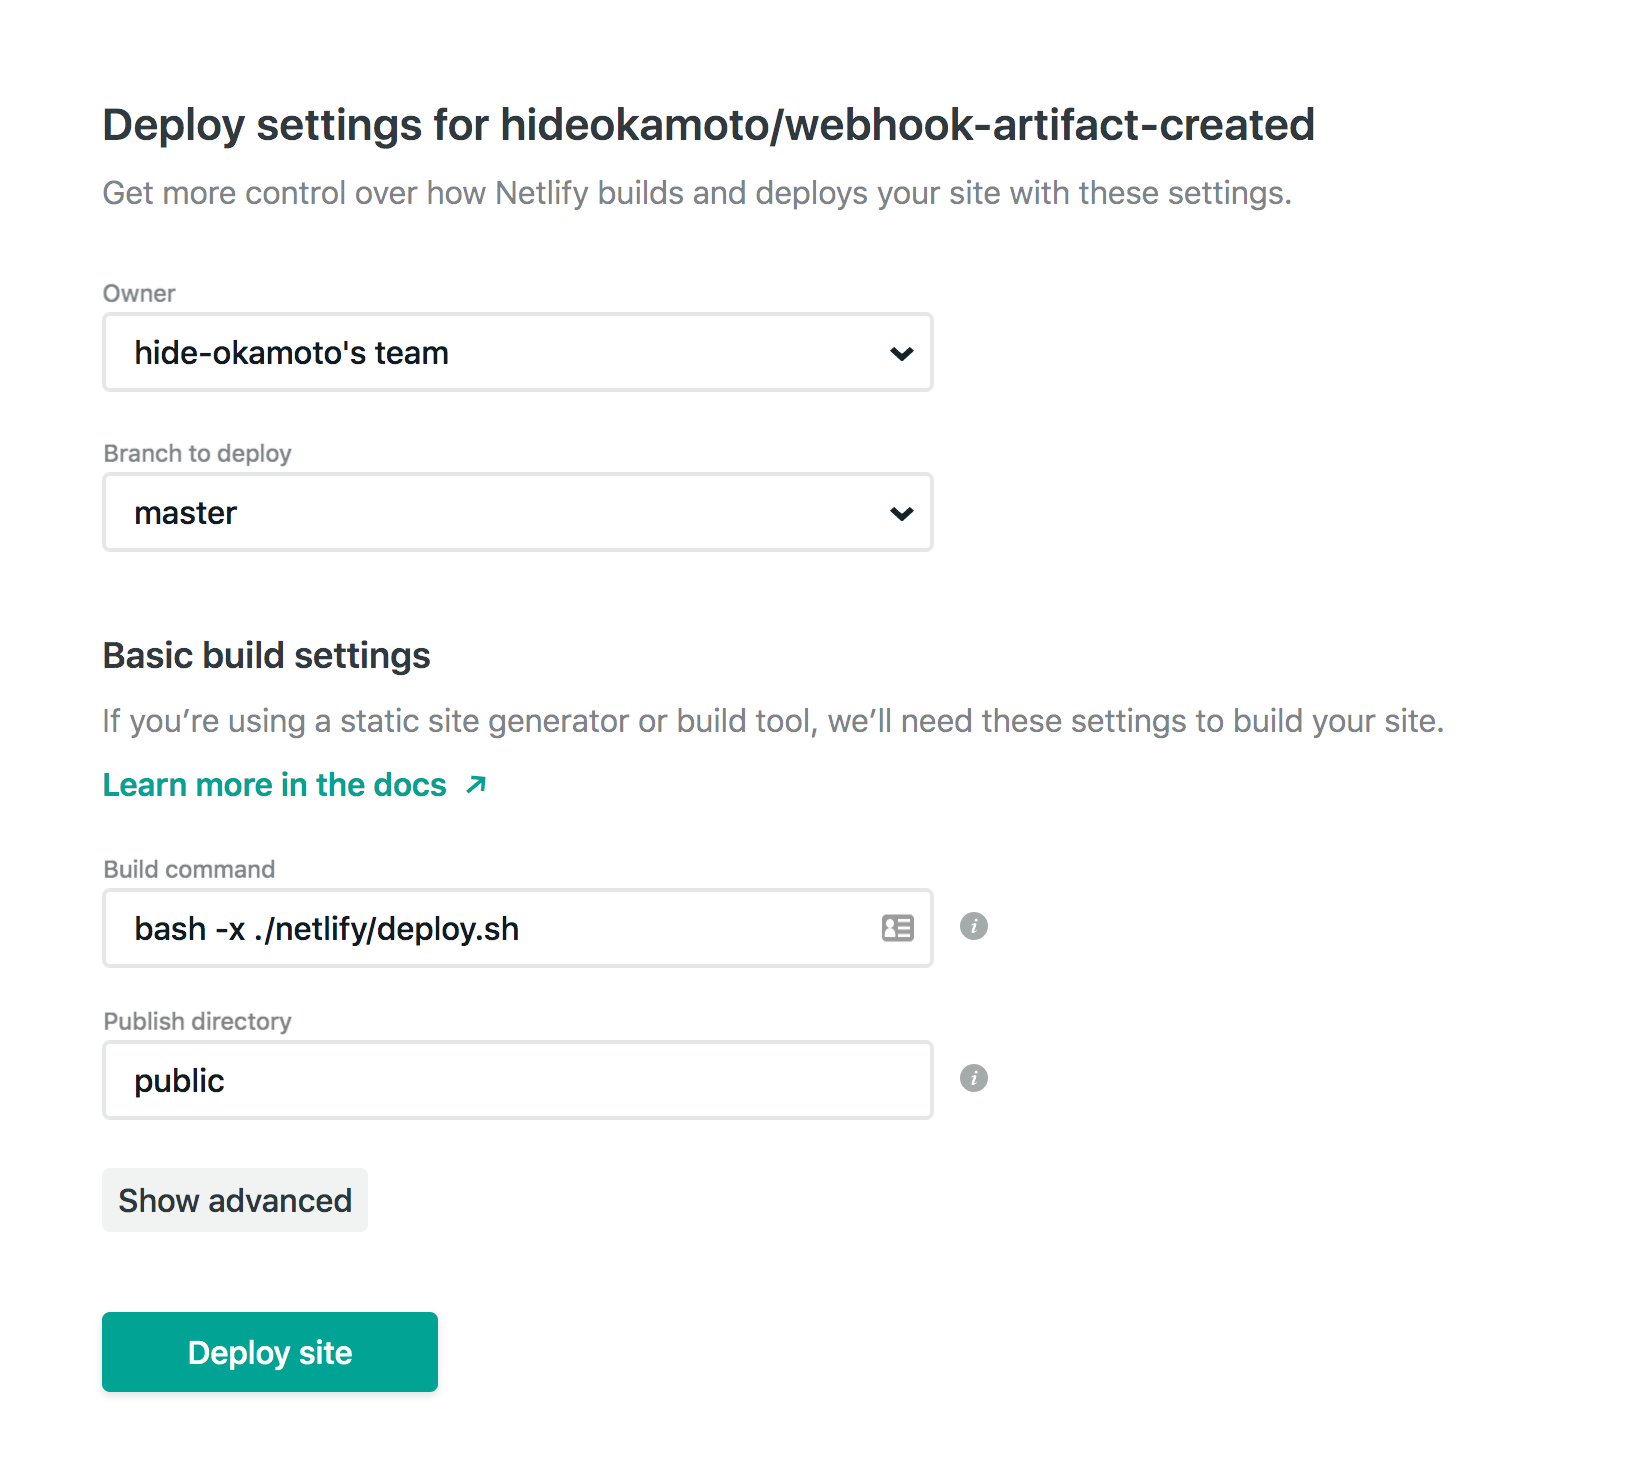 Deploy settings for hideokamoto/webhook-artifact-created
Get more control over how Netlify builds and deploys your site with these settings.
Owner
hide-okamoto's team
Branch to deploy
master
Basic build settings
If you’re using a static site generator or build tool, we’ll need these settings to build your site.
Learn more in the docs ↗
Build command
bash -x ./netlify/deploy.sh
i
Publish directory
public
i
Show advanced
Deploy site